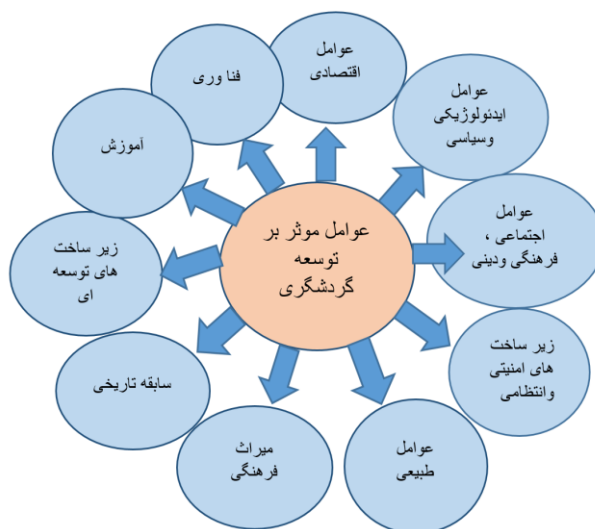 عوامل موثر بر
توسعه
گردشگری
عوامل
اقتصادی
عوامل
ایدئولوژیکی
وسیاسی
عوامل
اجتماعی ،
فرهنگی ودینی
زیر ساخت
های امنیتی
وانتظامی
عوامل
طبیعی
میراث
فرهنگی
سابقه تاریخی
زیر ساخت
های توسعه
ای
آموزش
فنا وری